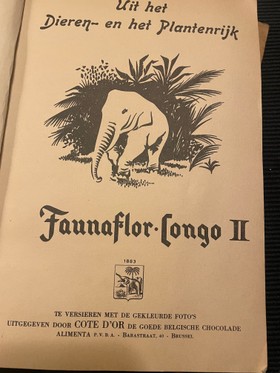 Uit het
Dieren- en het Plantenrijk
Faunaflor-Congo II
1883
TE VERSIEREN MET DE GEKLEURDE FOTO'S
UITGEGEVEN DOOR COTE D'OR DE GOEDE BELGISCHE CHOCOLADE
ALIMENTA P.V.B.A. - BARASTRAAT, 40 - BRUSSEL